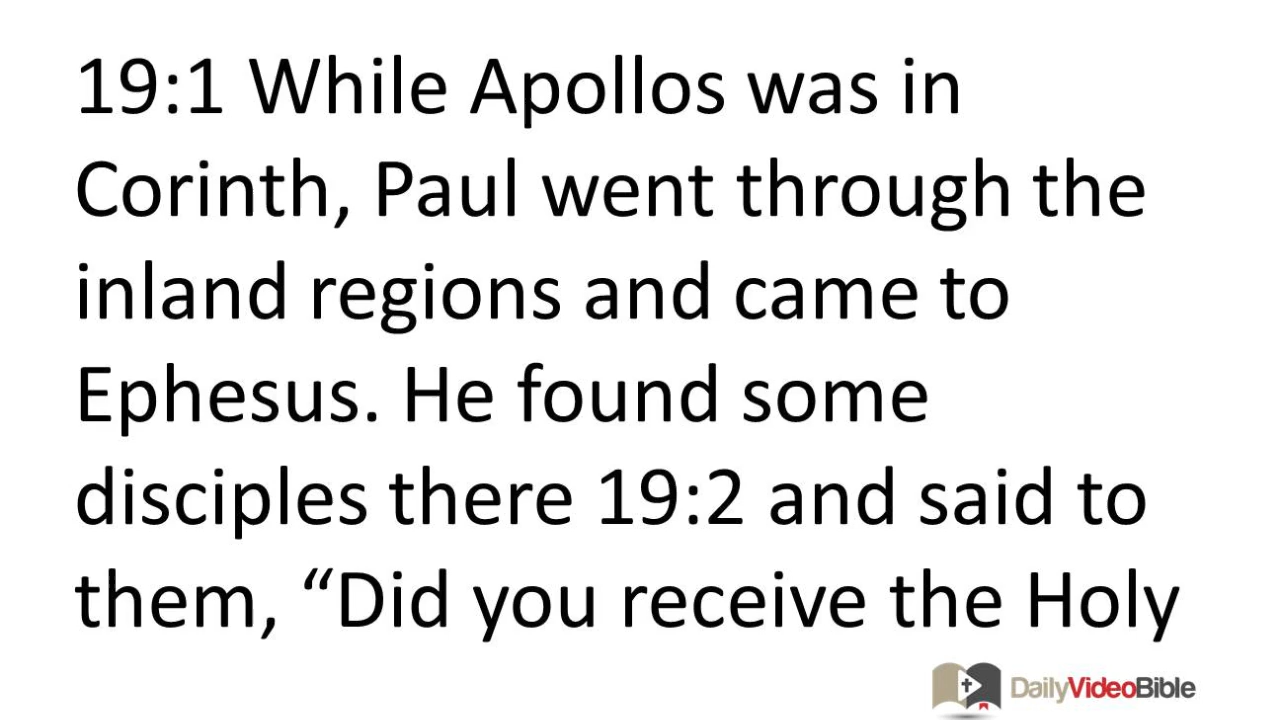 19:1 While Apollos was in
Corinth, Paul went through the
inland regions and came to
Ephesus. He found some
disciples there 19:2 and said to
them, “Did you receive the Holy
DailyVideoBible